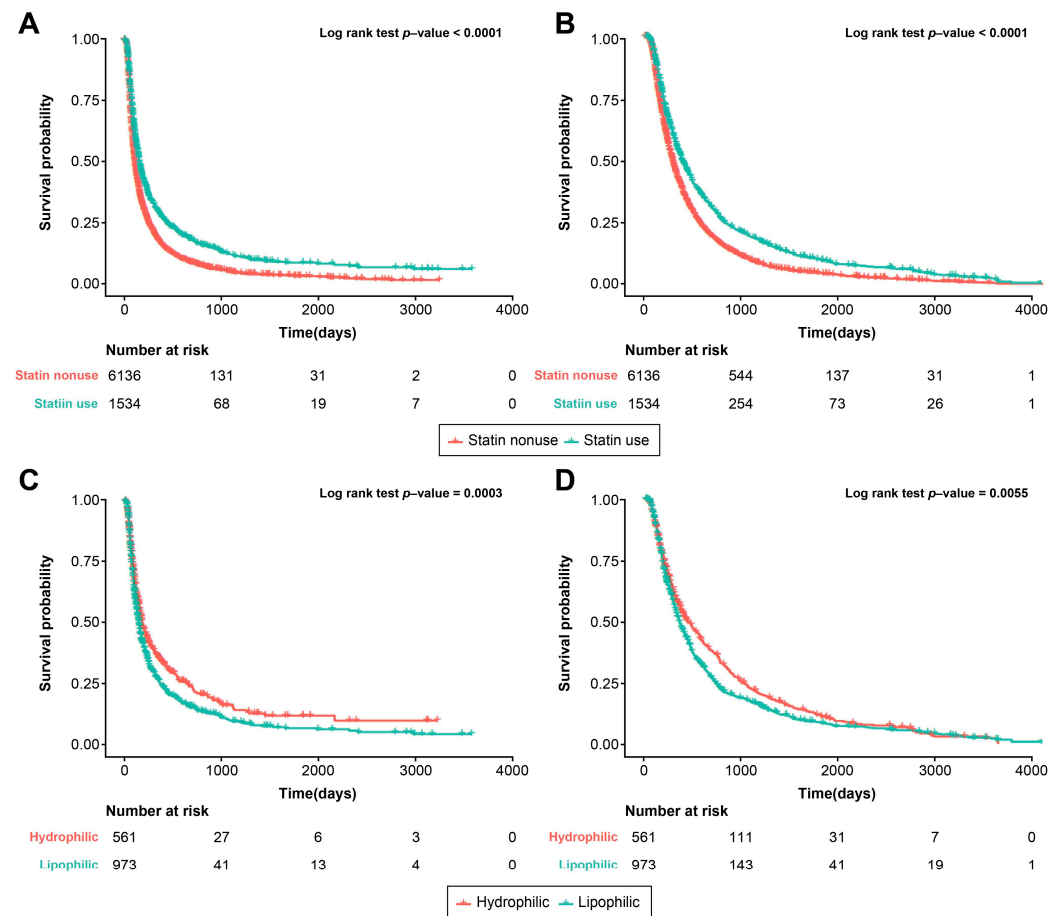 A
B
Log rank test p–value < 0.0001
Log rank test p–value < 0.0001
Survival probability
1.00
0.75
0.50
0.25
0.00
0 1000 2000 3000 4000
Time(days)
Survival probability
1.00
0.75
0.50
0.25
0.00
0 1000 2000 3000 4000
Time(days)
Number at risk
Statin nonuse 6136 131 31 2 0
Statiin use 1534 68 19 7 0
Number at risk
Statin nonuse 6136 544 137 31 1
Statiin use 1534 254 73 26 1
Statin nonuse Statin use
C
D
Log rank test p–value = 0.0003
Log rank test p–value = 0.0055
Survival probability
1.00
0.75
0.50
0.25
0.00
0 1000 2000 3000 4000
Time(days)
Survival probability
1.00
0.75
0.50
0.25
0.00
0 1000 2000 3000 4000
Time(days)
Number at risk
Hydrophilic 561 27 6 3 0
Lipophilic 973 41 13 4 0
Number at risk
Hydrophilic 561 111 31 7 0
Lipophilic 973 143 41 19 1
Hydrophilic Lipophilic